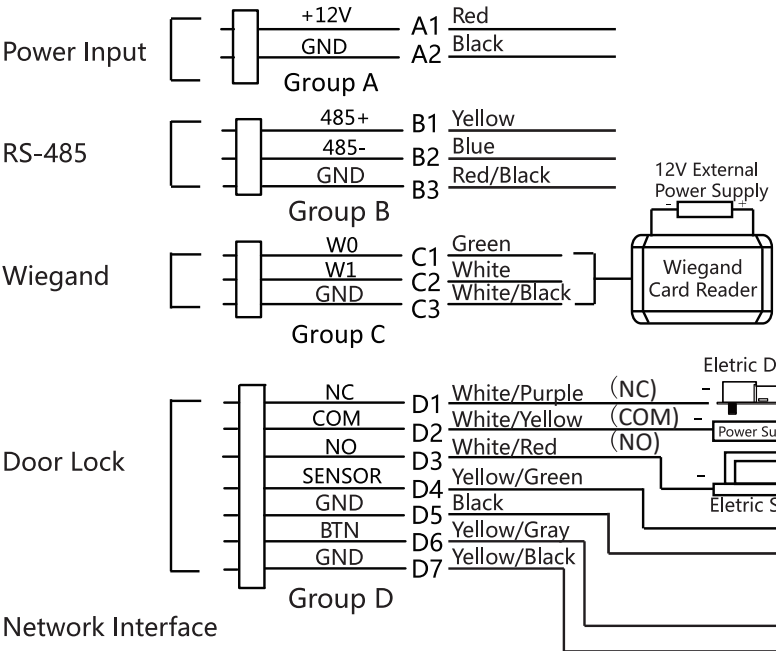 +12V A1 Red
Power Input GND A2 Black
Group A
485+ B1 Yellow
RS-485 485- B2 Blue
GND B3 Red/Black
Group B
12V External
Power Supply
- +
W0 C1 Green
Wiegand W1 C2 White
GND C3 White/Black
Group C
Wiegand
Card Reader
Eletric D
NC D1 White/Purple (NC) -
COM D2 White/Yellow (COM) - Power Su
NO D3 White/Red (NO)
Door Lock
SENSOR D4 Yellow/Green -
Eletric S
GND D5 Black
BTN D6 Yellow/Gray
GND D7 Yellow/Black
Group D
Network Interface